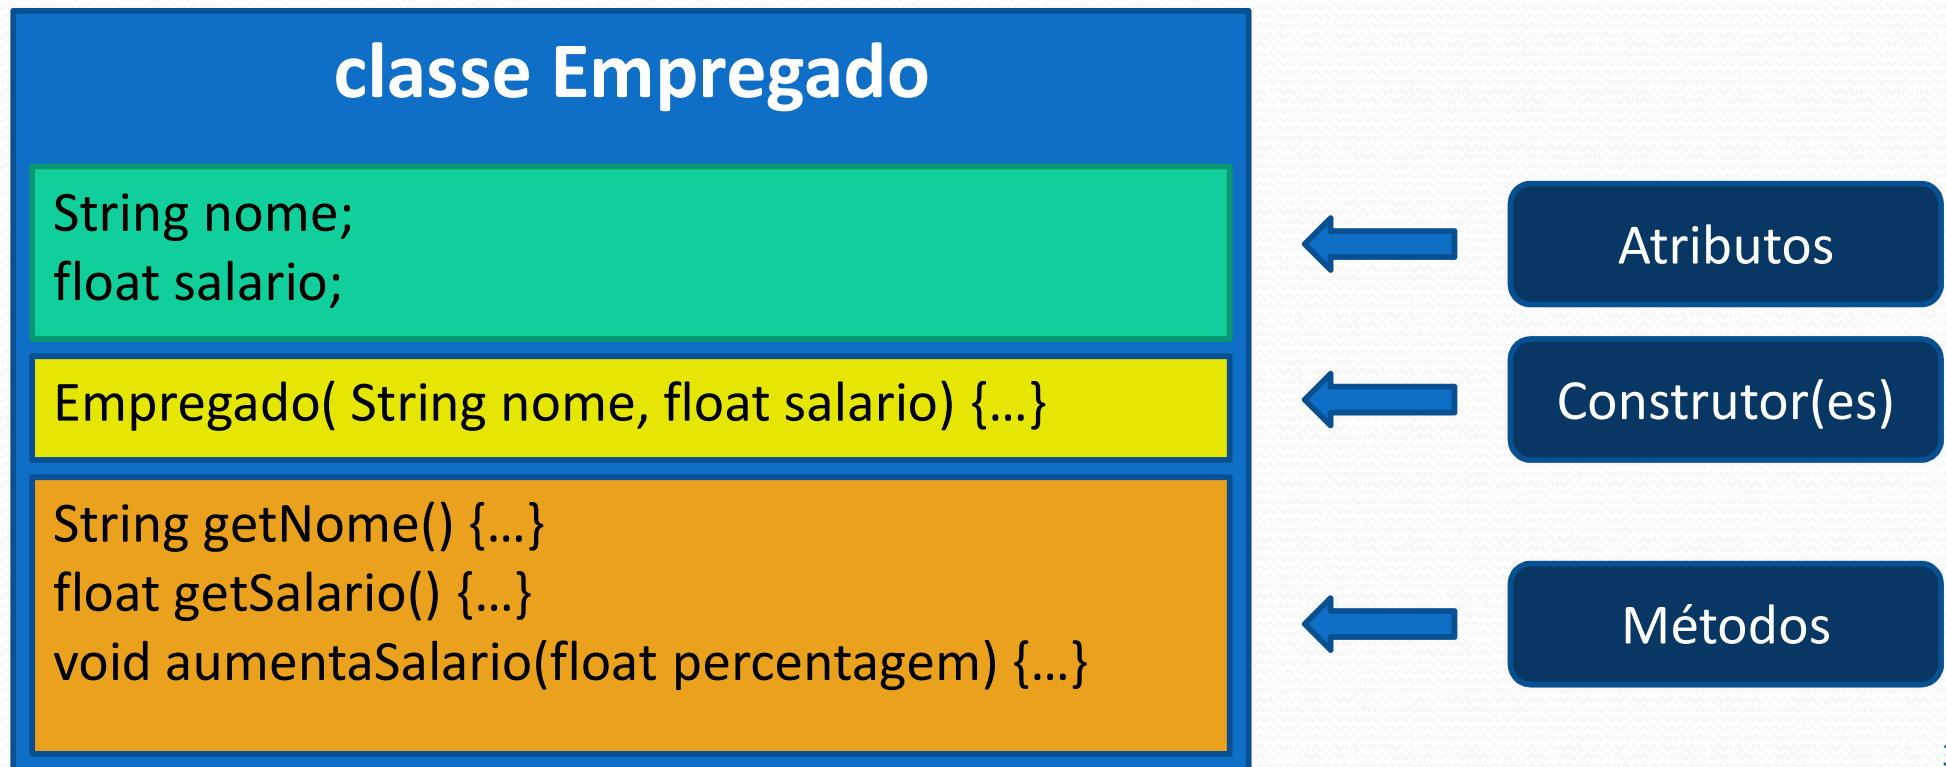 classe Empregado
String nome;
float salario;
Atributos
Empregado( String nome, float salario) {...}
Construtor(es)
String getNome() {...}
float getSalario() {...}
void aumentaSalario(float percentagem) {...}
Métodos